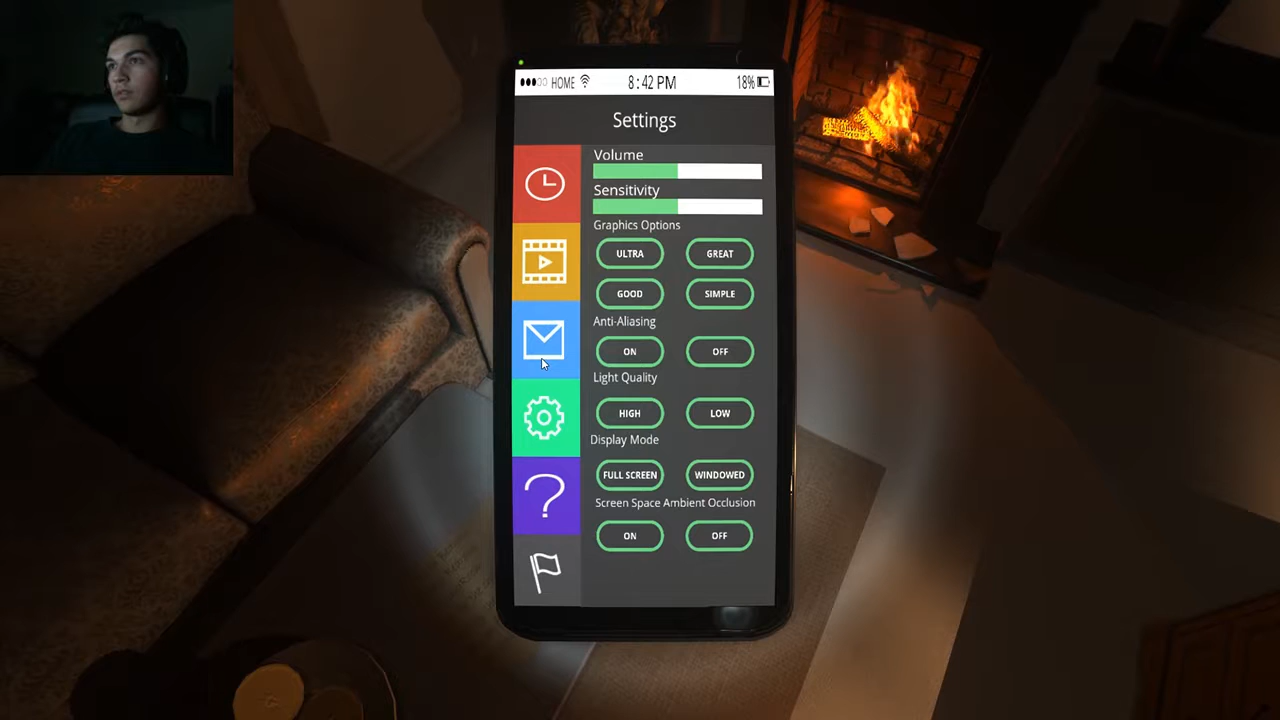 HOME 8:42 PM 18%
Settings
Volume
Sensitivity
Graphics Options
ULTRA GREAT
GOOD SIMPLE
Anti-Aliasing
ON OFF
Light Quality
HIGH LOW
Display Mode
FULL SCREEN WINDOWED
Screen Space Ambient Occlusion
ON OFF